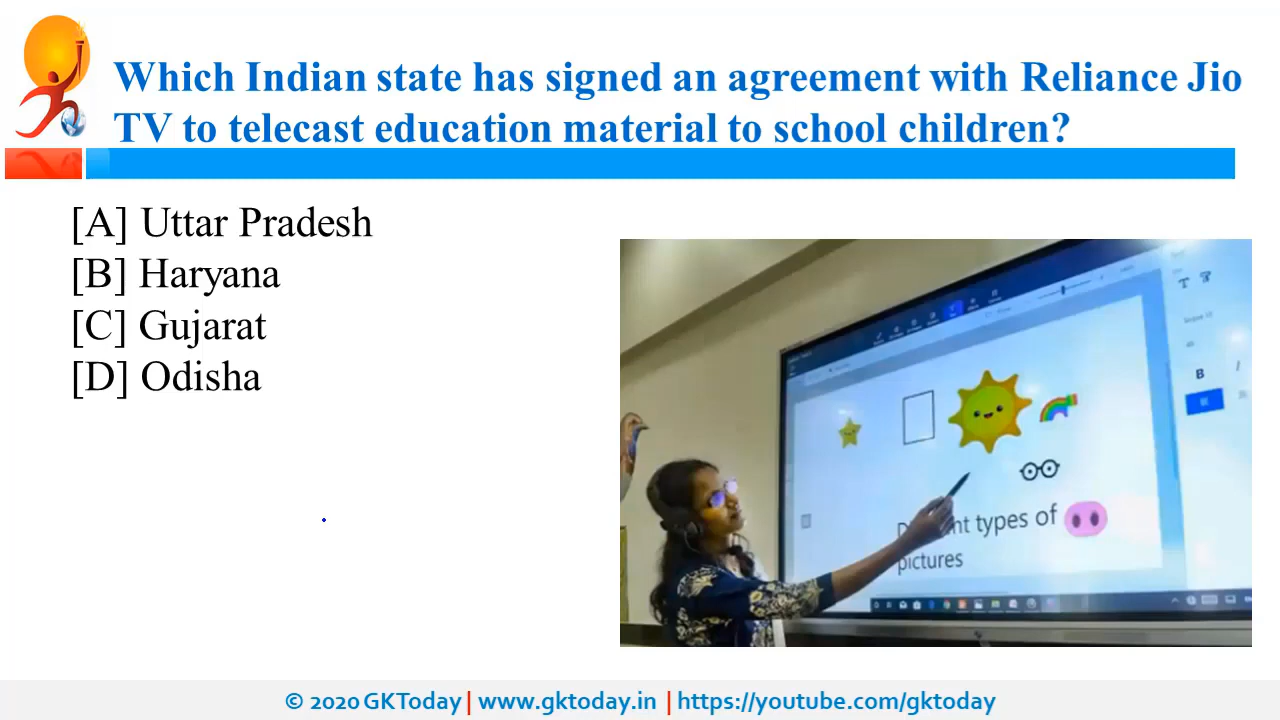 Which Indian state has signed an agreement with Reliance Jio
TV to telecast education material to school children?
[A] Uttar Pradesh
[B] Haryana
[C] Gujarat
[D] Odisha
types of
pictures
B
© 2020 GKToday | www.gktoday.in | https://youtube.com/gktoday